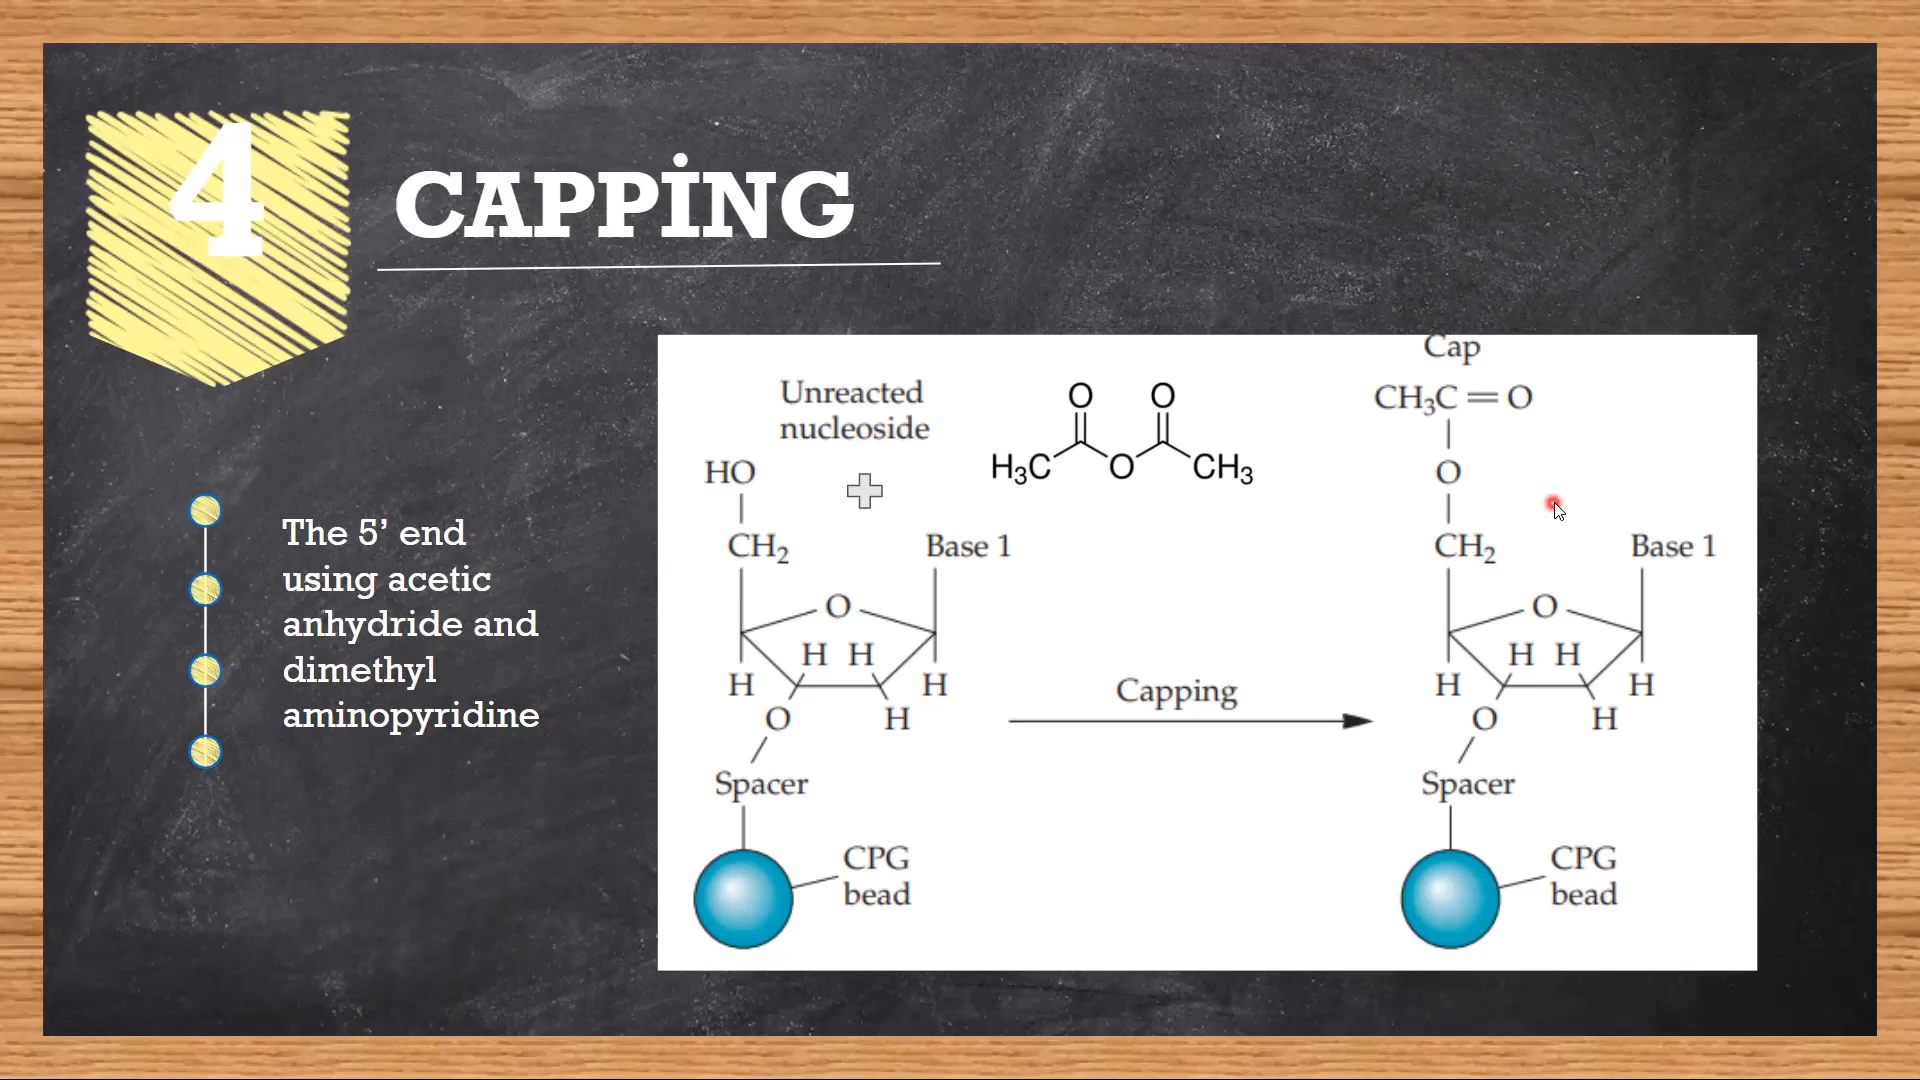 4
CAPPİNG
The 5’ end
using acetic
anhydride and
dimethyl
aminopyridine
Unreacted
nucleoside
HO
CH₂
Base 1
O
H H
H
H
O
H
Spacer
CPG
bead
O O
H₃C O CH₃
Capping
Cap
CH₃C = O
O
CH₂
Base 1
O
H H
H
H
O
H
Spacer
CPG
bead